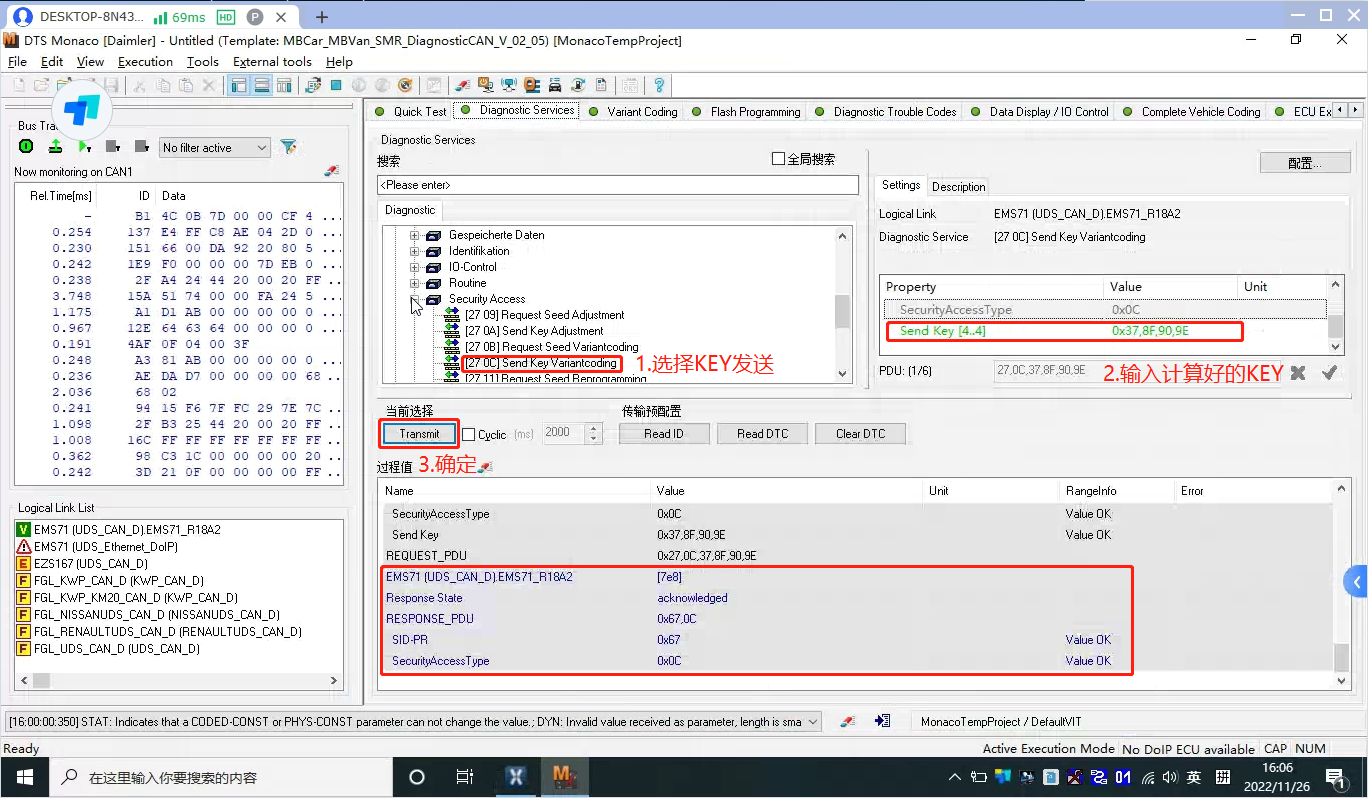 DESKTOP-8N43... 69ms HD P
DTS Monaco [Daimler] - Untitled (Template: MBCar_MBVan_SMR_DiagnosticCAN_V_02_05) [MonacoTempProject]
File Edit View Execution Tools External tools Help
Quick Test Diagnostic Services Variant Coding Flash Programming Diagnostic Trouble Codes Data Display / IO Control Complete Vehicle Coding ECU Ex
Bus Tra
No filter active
Now monitoring on CAN1
Rel.Time[ms] ID Data
– B1 4C 0B 7D 00 00 CF 4 ...
0.254 137 E4 FF C8 AE 04 2D 0 ...
0.230 151 66 00 DA 92 20 80 5 ...
0.242 1E9 F0 00 00 00 7D EB 0 ...
0.238 2F A4 24 44 20 00 20 FF ...
3.748 15A 51 74 00 00 FA 24 5 ...
1.175 A1 D1 AB 00 00 00 00 0 ...
0.967 12E 64 63 64 00 00 00 0 ...
0.191 4AF 0F 04 00 3F
0.248 A3 81 AB 00 00 00 00 0 ...
0.236 AE DA D7 00 00 00 00 68 ...
2.036 68 02
0.241 94 15 F6 7F FC 29 7E 7C ...
1.098 2F B3 25 44 20 00 20 FF ...
1.008 16C FF FF FF FF FF FF FF ...
0.362 98 C3 1C 00 00 00 00 20 ...
0.242 3D 21 0F 00 00 00 00 FF ...
Logical Link List
V EMS71 (UDS_CAN_D).EMS71_R18A2
EMS71 (UDS_Ethernet_DoIP)
E EZS167 (UDS_CAN_D)
F FGL_KWP_CAN_D (KWP_CAN_D)
F FGL_KWP_KM20_CAN_D (KWP_CAN_D)
F FGL_NISSANUDS_CAN_D (NISSANUDS_CAN_D)
F FGL_RENAULTUDS_CAN_D (RENAULTUDS_CAN_D)
F FGL_UDS_CAN_D (UDS_CAN_D)
Diagnostic Services
搜索
全局搜索
<Please enter>
Diagnostic
Gespeicherte Daten
Identifikation
IO-Control
Routine
Security Access
[27 09] Request Seed Adjustment
[27 0A] Send Key Adjustment
[27 0B] Request Seed Variantcoding
[27 0C] Send Key Variantcoding
1.选择KEY发送
[27 11] Request Seed Reprogramming
配置...
Settings Description
Logical Link EMS71 (UDS_CAN_D).EMS71_R18A2
Diagnostic Service [27 0C] Send Key Variantcoding
Property Value Unit
SecurityAccessType 0x0C
Send Key [4..4] 0x37,8F,90,9E
PDU: (1/6) 27,0C,37,8F,90,9E
2.输入计算好的KEY
当前选择 传输预配置
Transmit Cyclic (ms) 2000 Read ID Read DTC Clear DTC
过程值 3.确定
Name Value Unit RangeInfo Error
SecurityAccessType 0x0C Value OK
Send Key 0x37,8F,90,9E Value OK
REQUEST_PDU 0x27,0C,37,8F,90,9E
EMS71 (UDS_CAN_D).EMS71_R18A2 [7e8]
Response State acknowledged
RESPONSE_PDU 0x67,0C
SID-PR 0x67 Value OK
SecurityAccessType 0x0C Value OK
[16:00:00:350] STAT: Indicates that a CODED-CONST or PHYS-CONST parameter can not change the value.; DYN: Invalid value received as parameter, length is sma
MonacoTempProject / DefaultVIT
Ready Active Execution Mode No DoIP ECU available CAP NUM
在这里输入你要搜索的内容
X M 01 英 拼
16:06
2022/11/26
1